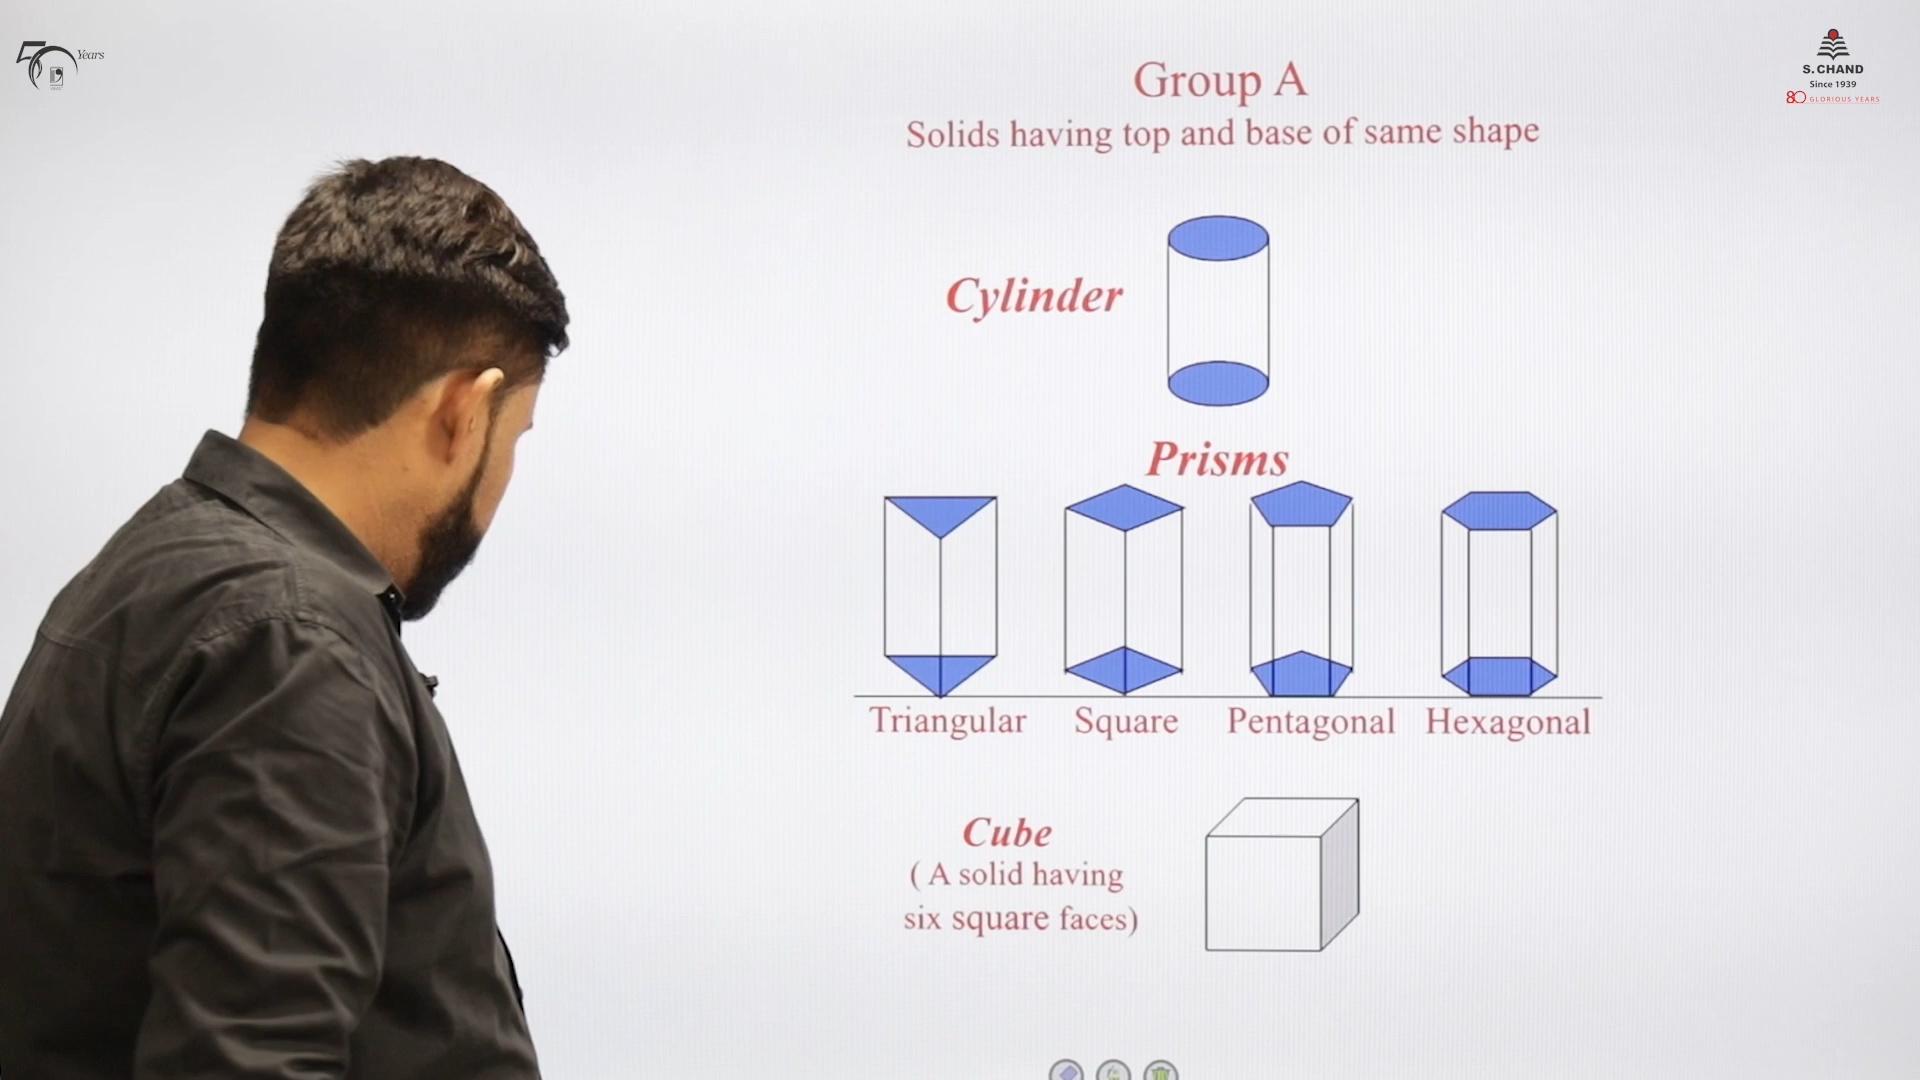 50 Years
S. CHAND
Since 1939
80 GLORIOUS YEARS
Group A
Solids having top and base of same shape
Cylinder
Prisms
Triangular Square Pentagonal Hexagonal
Cube
( A solid having
six square faces)